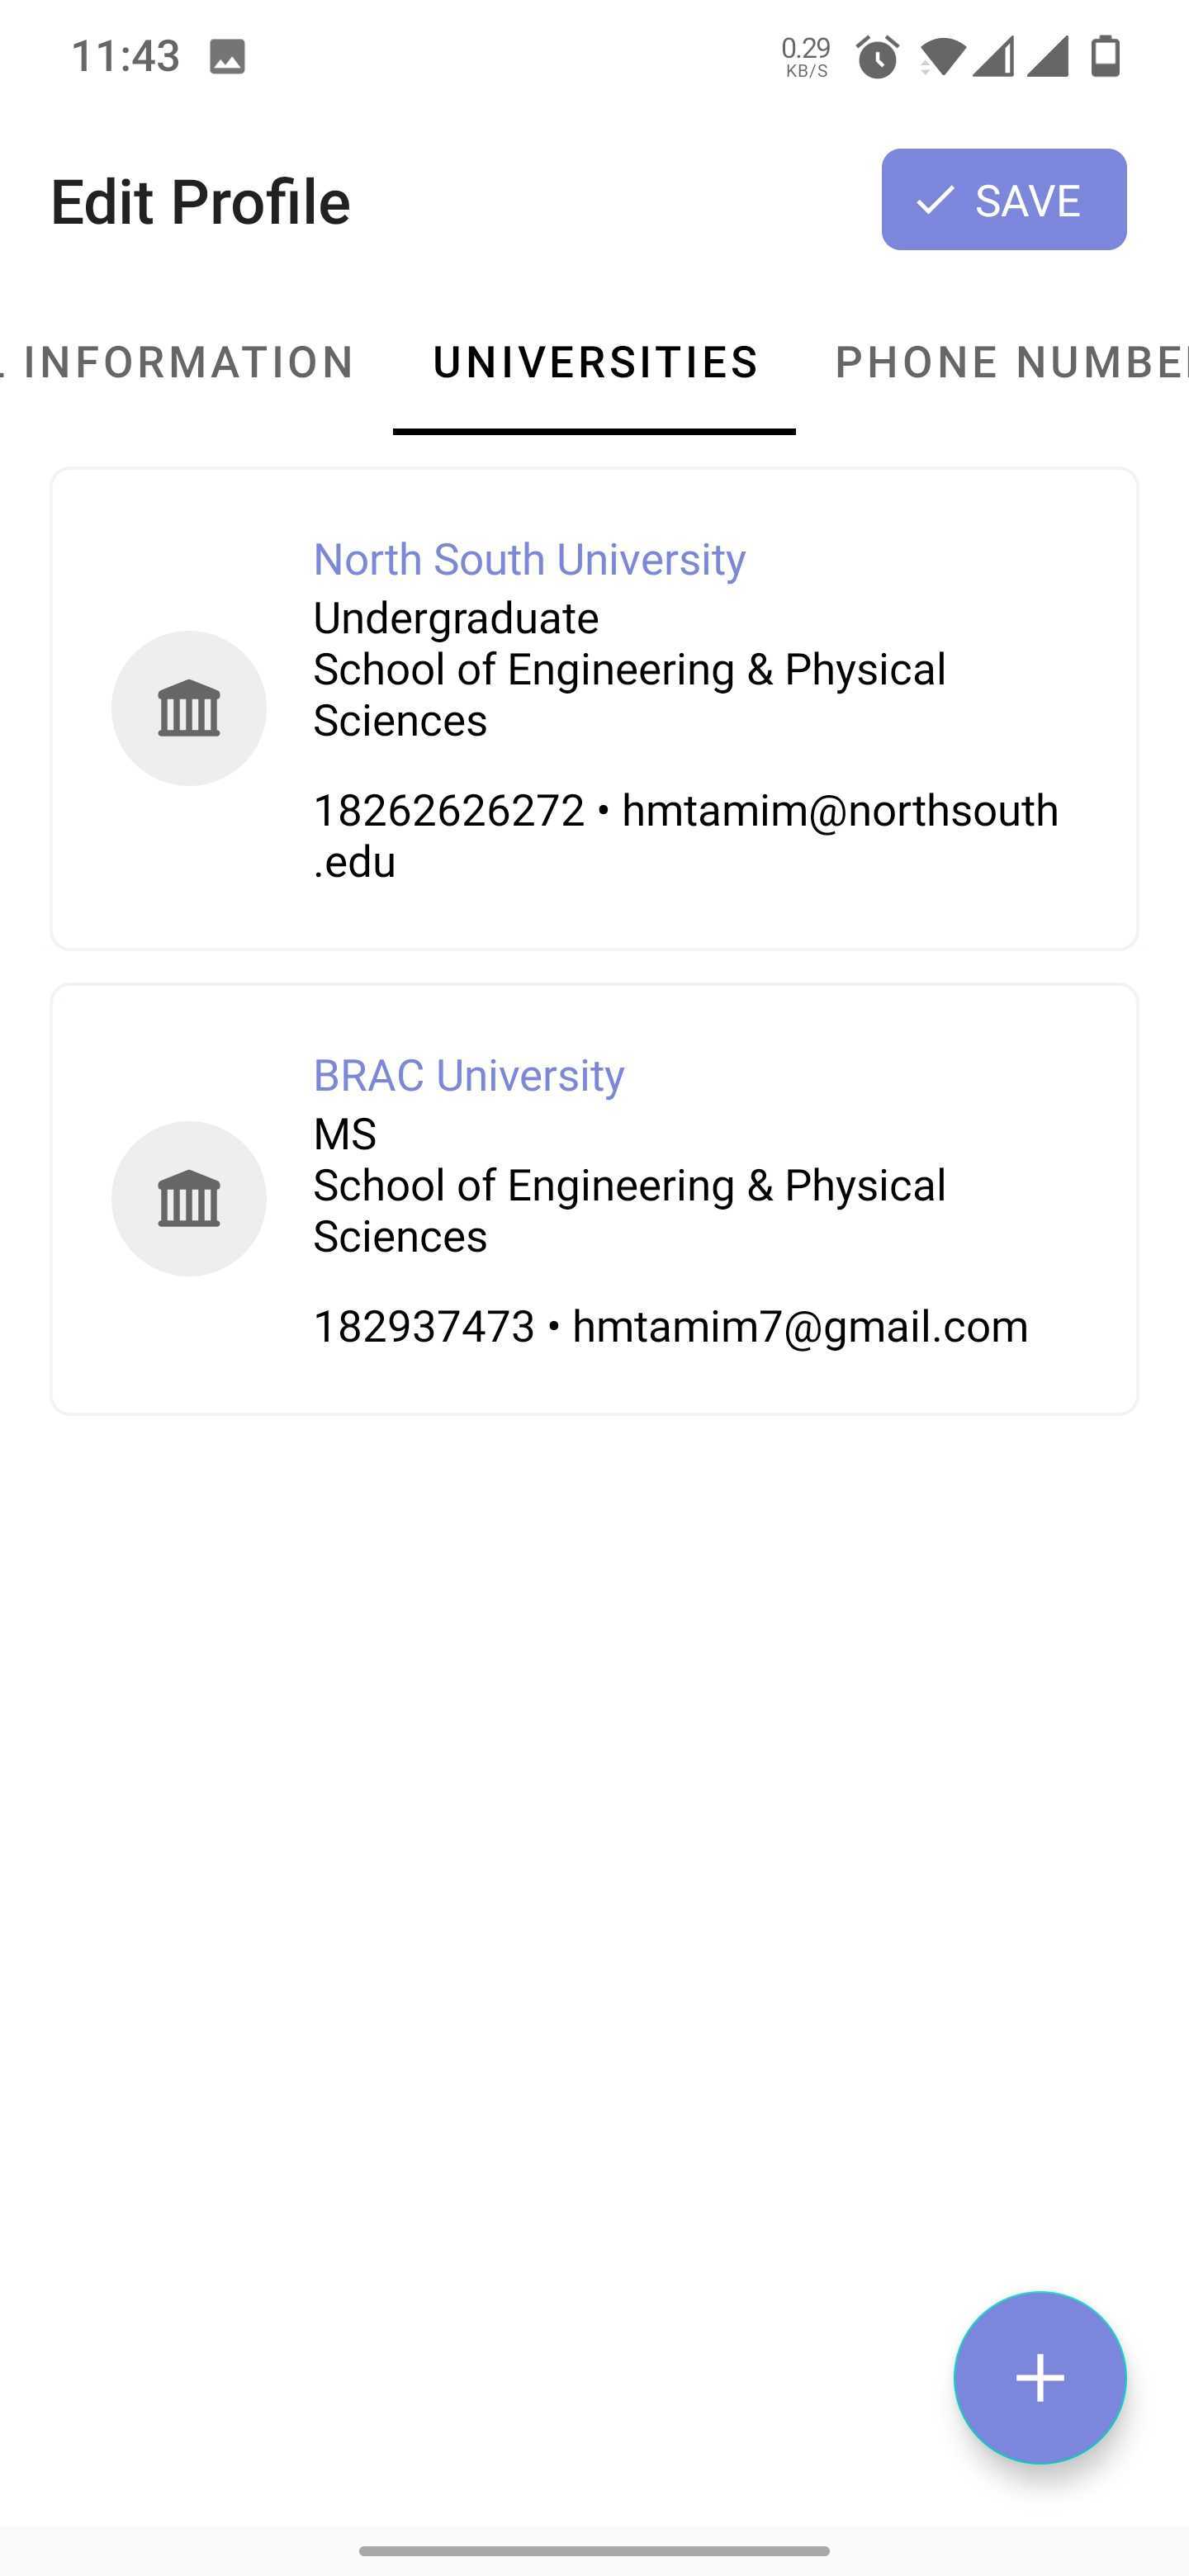 11:43
0.29
KB/S
Edit Profile
SAVE
INFORMATION UNIVERSITIES PHONE
North South University
Undergraduate
School of Engineering & Physical
Sciences
18262626272 • hmtamim@northsouth
.edu
BRAC University
MS
School of Engineering & Physical
Sciences
182937473 • hmtamim7@gmail.com